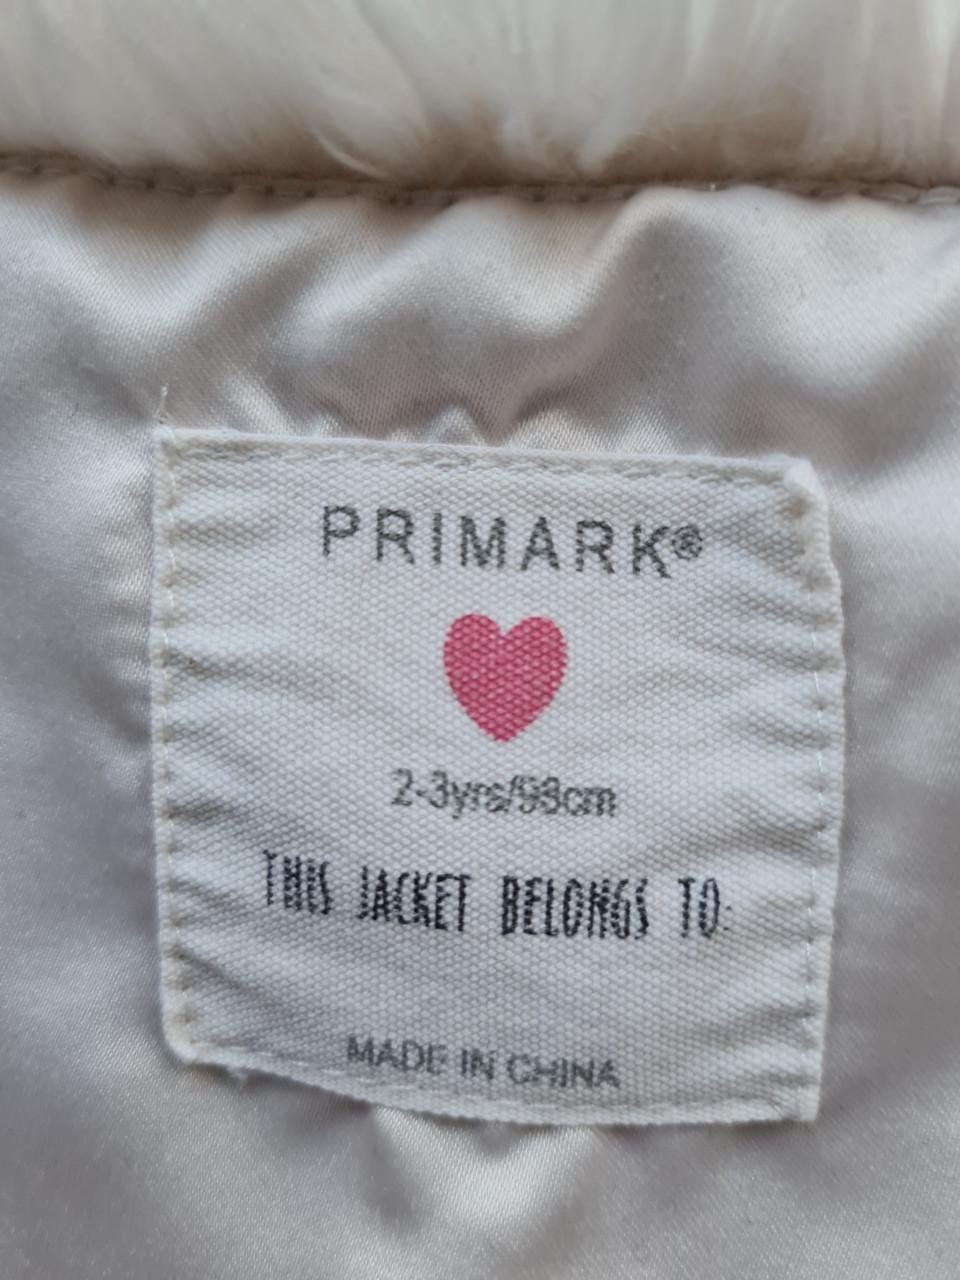 PRIMARK®
2-3yrs/98cm
THIS JACKET BELONGS TO:
MADE IN CHINA